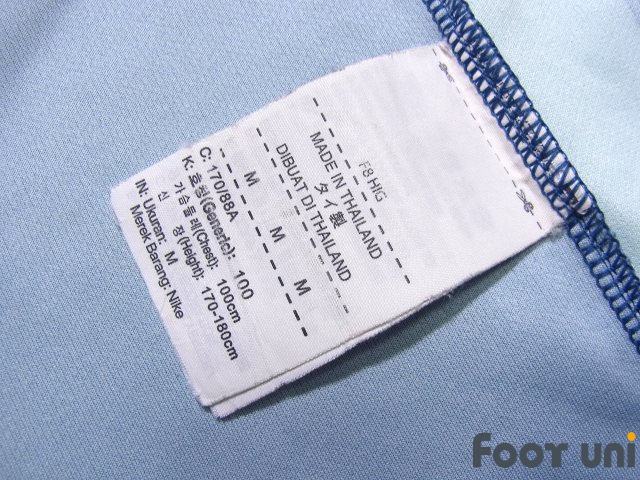 F8 HIG
MADE IN THAILAND
タイ製
DIBUAT DI THAILAND
M
M
M
C: 170/88A
K: 호칭(Generic): 100
가슴둘레(Chest): 100cm
신 장(Height): 170-180cm
IN: Ukuran: M
Merek Barang: Nike
FOOT UNI